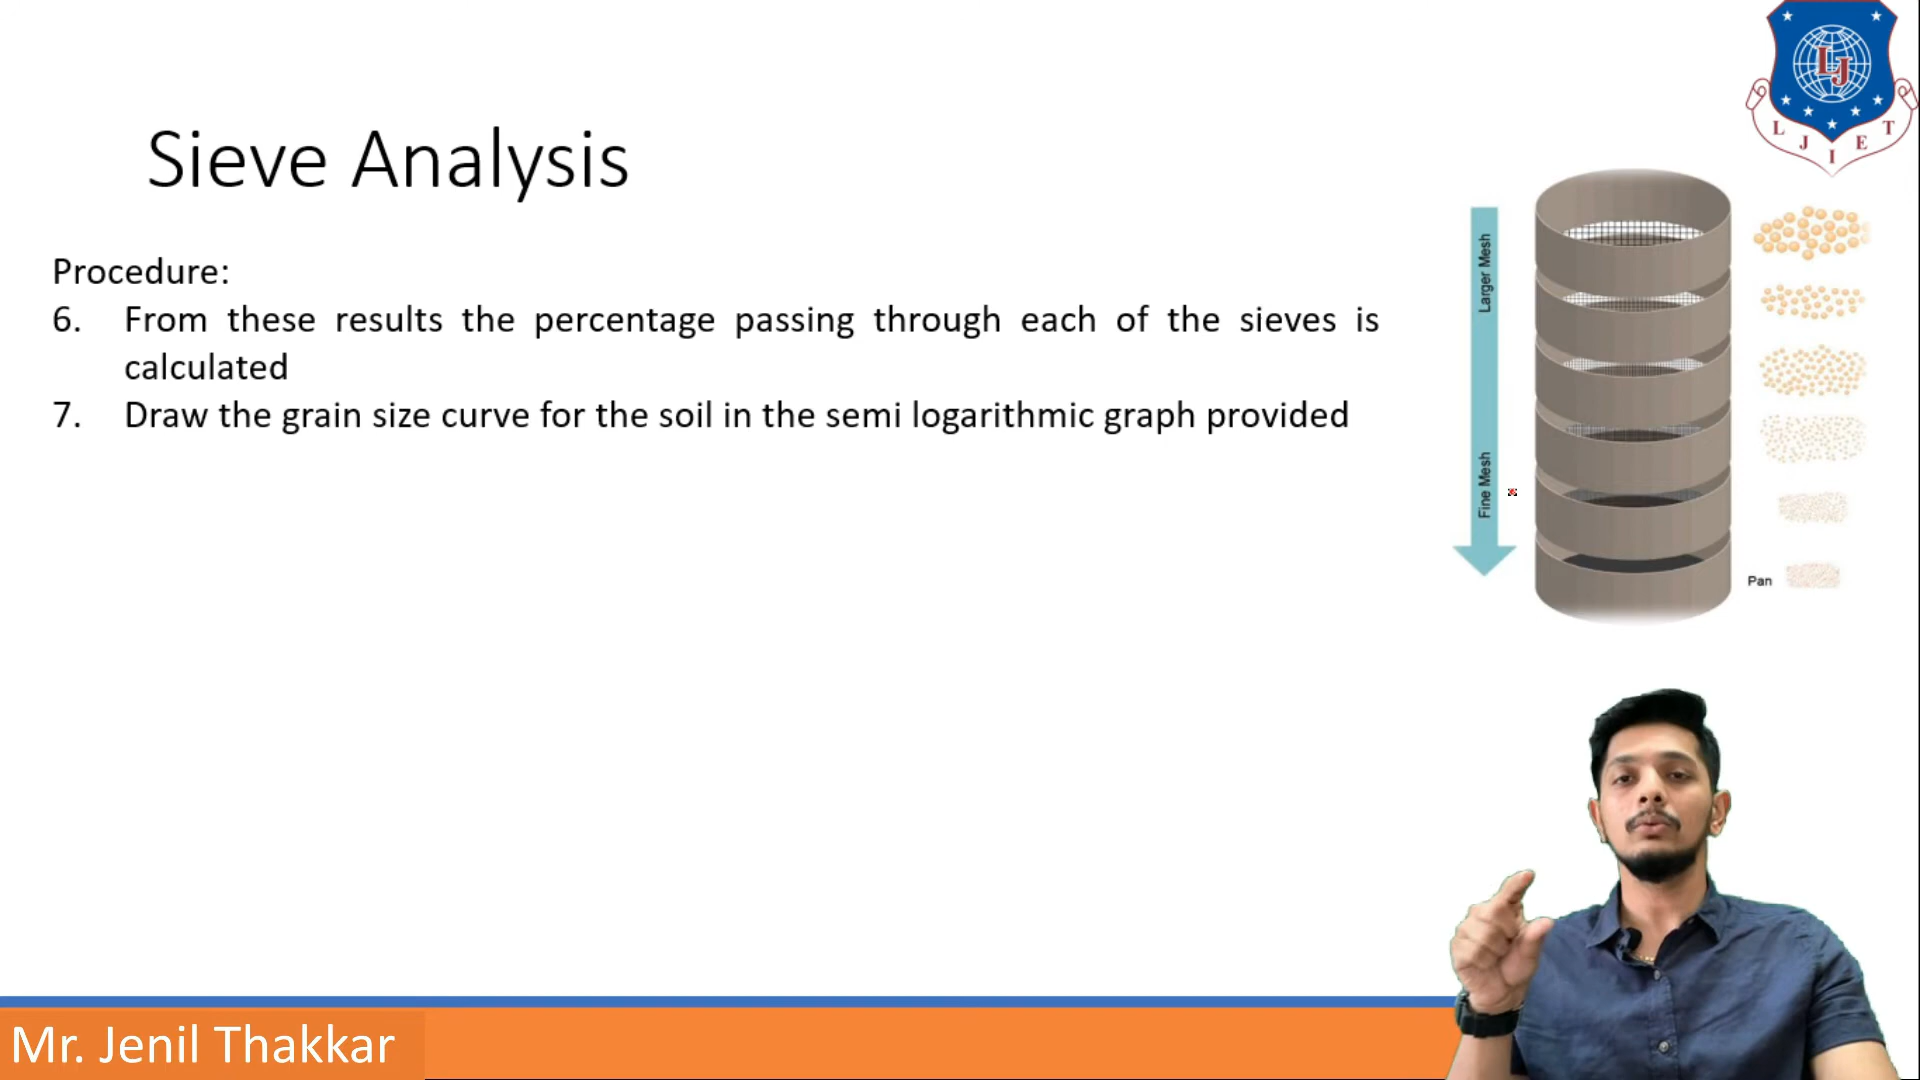 Sieve Analysis
Procedure:
6. From these results the percentage passing through each of the sieves is
calculated
7. Draw the grain size curve for the soil in the semi logarithmic graph provided
Larger Mesh
Fine Mesh
Pan
LJ
L J I E T
Mr. Jenil Thakkar